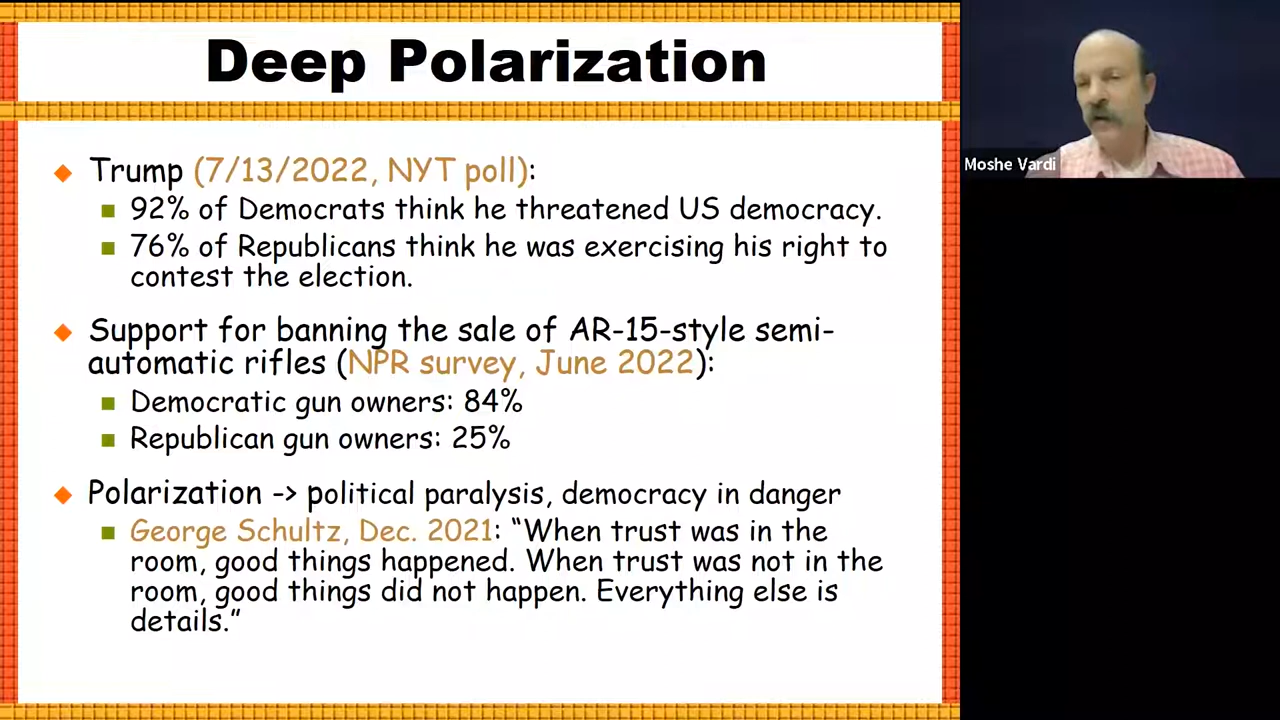 Deep Polarization
Trump (7/13/2022, NYT poll):
92% of Democrats think he threatened US democracy.
76% of Republicans think he was exercising his right to
contest the election.
Support for banning the sale of AR-15-style semi-
automatic rifles (NPR survey, June 2022):
Democratic gun owners: 84%
Republican gun owners: 25%
Polarization -> political paralysis, democracy in danger
George Schultz, Dec. 2021: “When trust was in the
room, good things happened. When trust was not in the
room, good things did not happen. Everything else is
details.”
Moshe Vardi